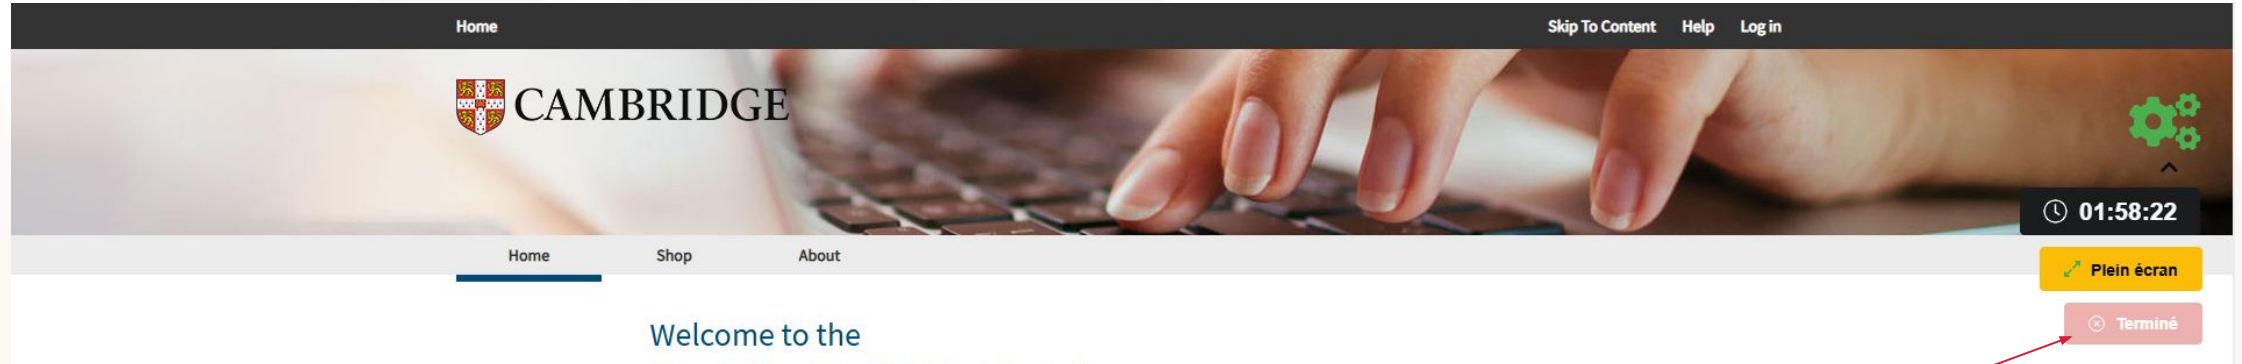 Home
Skip To Content Help Log in
CAMBRIDGE
01:58:22
Home Shop About
Plein écran
Terminé
Welcome to the